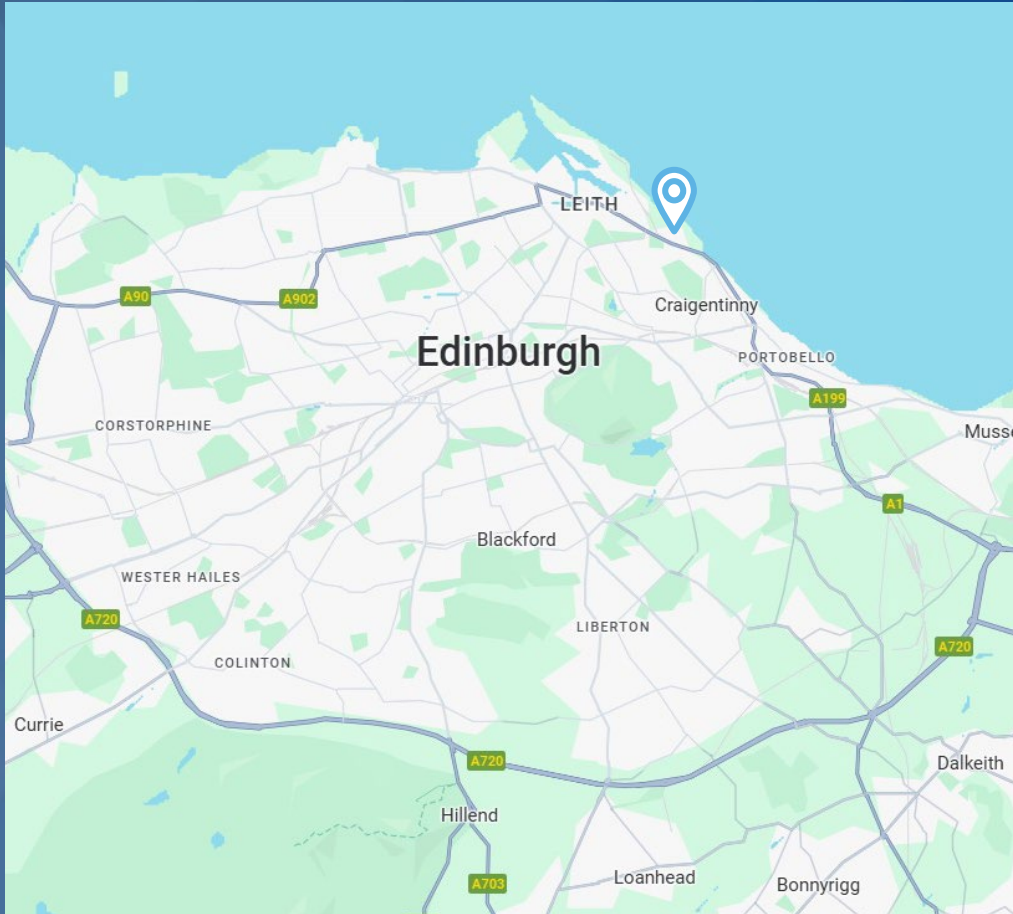 LEITH
A90
A902
Craigentinny
Edinburgh
PORTOBELLO
A199
CORSTORPHINE
Musse
A1
Blackford
WESTER HAILES
A720
LIBERTON
A720
COLINTON
Currie
A720
Dalkeith
Hillend
Loanhead
A703
Bonnyrigg